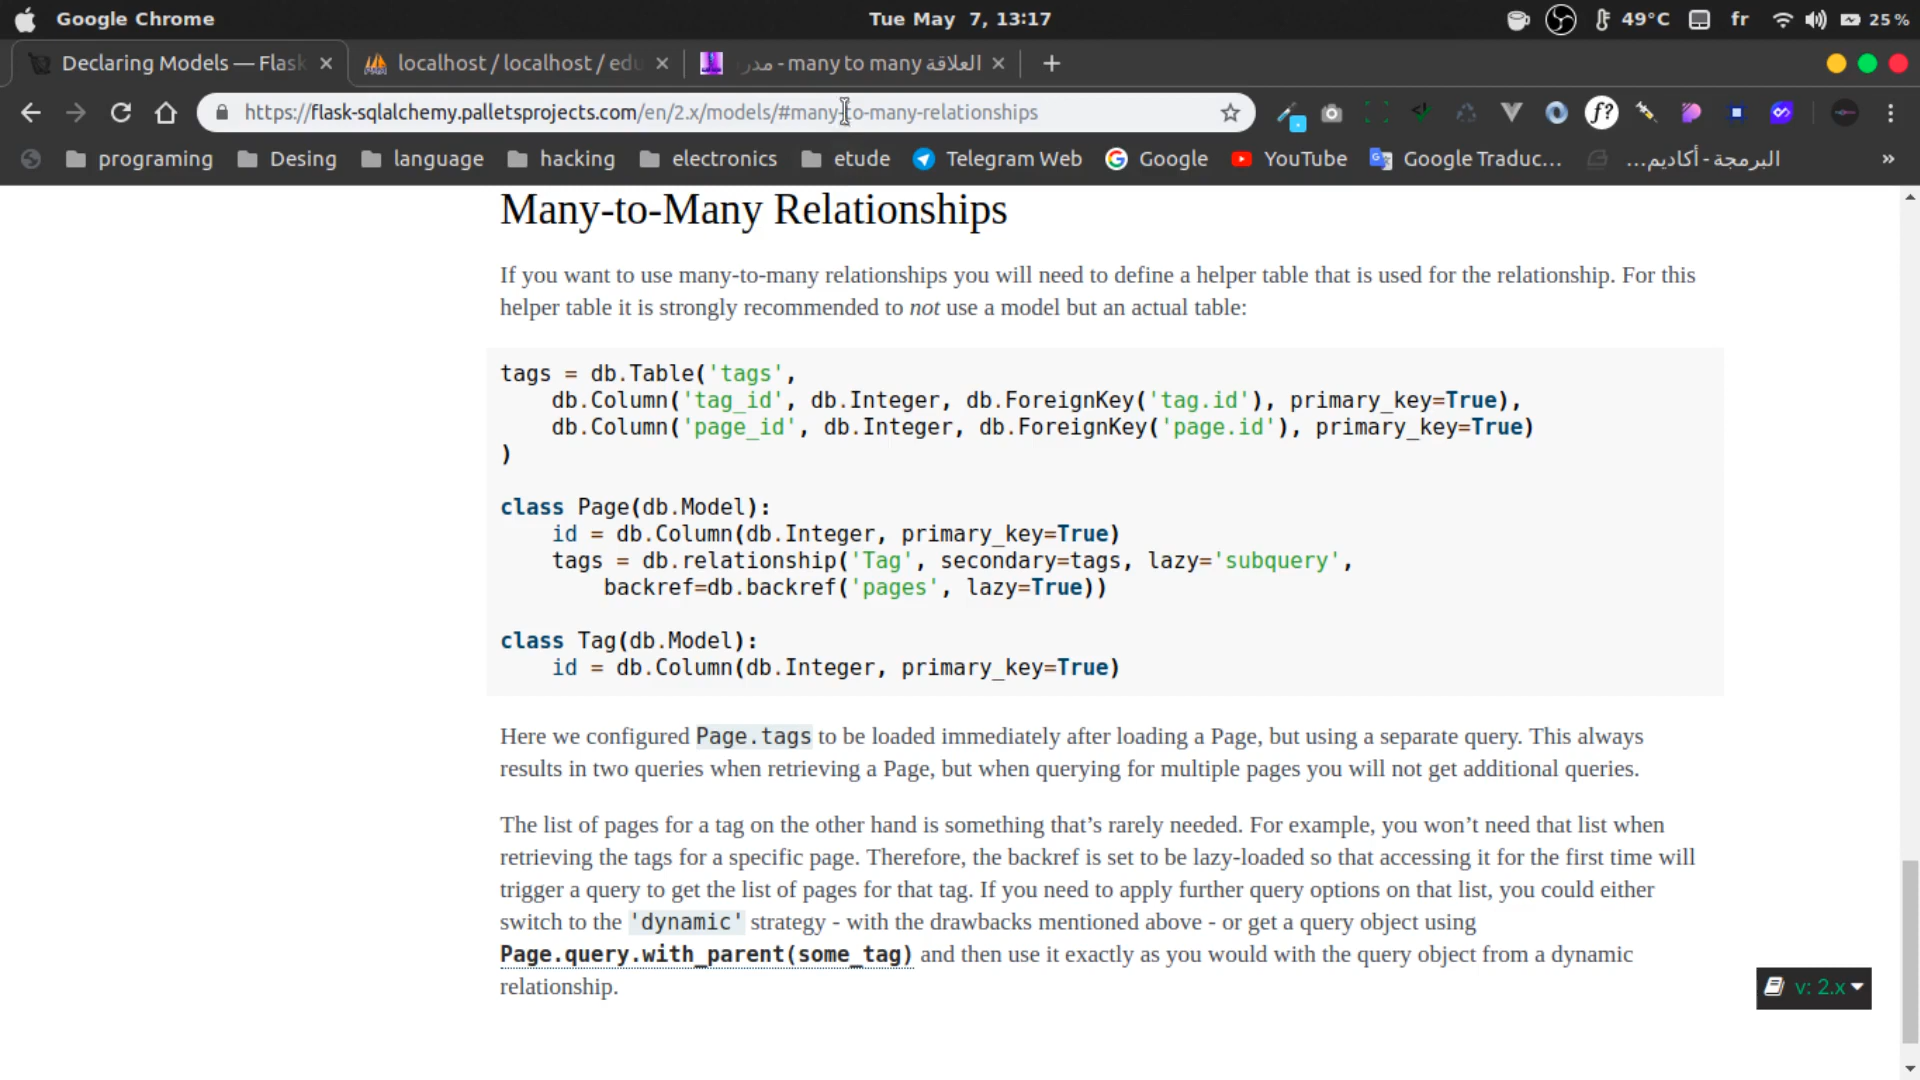 Google Chrome
Tue May 7, 13:17
49°C
fr
25 %
Declaring Models — Flask
localhost / localhost / edu
العلاقة many to many - مدر
https://flask-sqlalchemy.palletsprojects.com/en/2.x/models/#many-to-many-relationships
f?
programing
Desing
language
hacking
electronics
etude
Telegram Web
Google
YouTube
Google Traduc...
البرمجة - أكاديم...
»
Many-to-Many Relationships
If you want to use many-to-many relationships you will need to define a helper table that is used for the relationship. For this
helper table it is strongly recommended to not use a model but an actual table:
tags = db.Table('tags',
    db.Column('tag_id', db.Integer, db.ForeignKey('tag.id'), primary_key=True),
    db.Column('page_id', db.Integer, db.ForeignKey('page.id'), primary_key=True)
)
class Page(db.Model):
    id = db.Column(db.Integer, primary_key=True)
    tags = db.relationship('Tag', secondary=tags, lazy='subquery',
        backref=db.backref('pages', lazy=True))
class Tag(db.Model):
    id = db.Column(db.Integer, primary_key=True)
Here we configured Page.tags to be loaded immediately after loading a Page, but using a separate query. This always
results in two queries when retrieving a Page, but when querying for multiple pages you will not get additional queries.
The list of pages for a tag on the other hand is something that’s rarely needed. For example, you won’t need that list when
retrieving the tags for a specific page. Therefore, the backref is set to be lazy-loaded so that accessing it for the first time will
trigger a query to get the list of pages for that tag. If you need to apply further query options on that list, you could either
switch to the 'dynamic' strategy - with the drawbacks mentioned above - or get a query object using
Page.query.with_parent(some_tag) and then use it exactly as you would with the query object from a dynamic
relationship.
v: 2.x